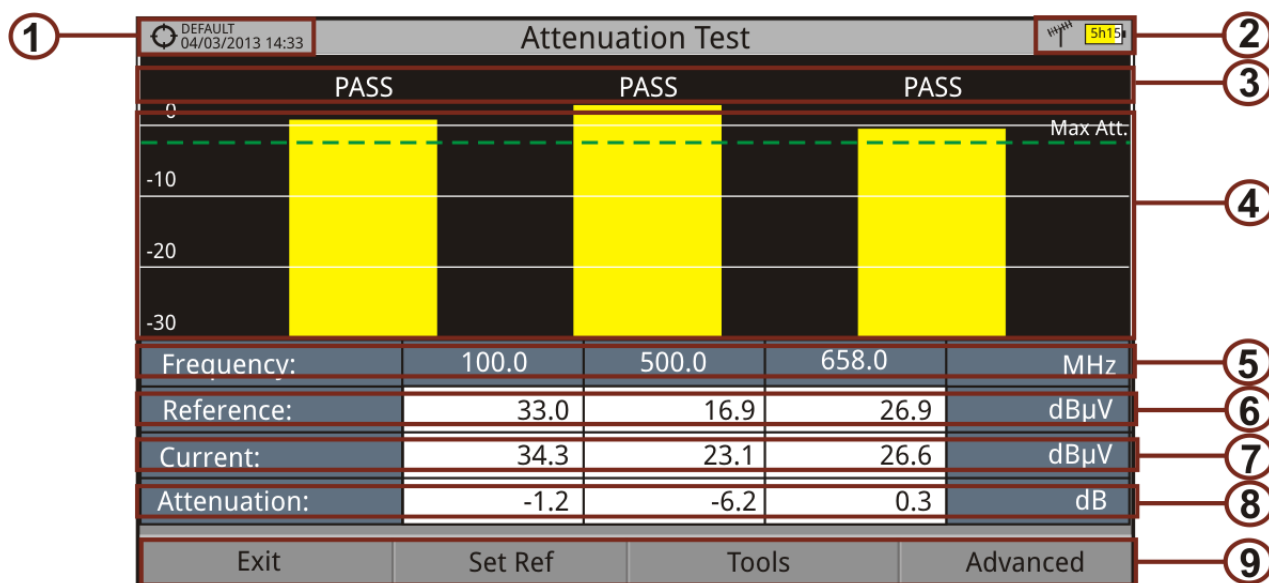 1
DEFAULT
04/03/2013 14:33
Attenuation Test
5h15
2
PASS PASS PASS
3
0
Max Att.
-10
4
-20
-30
Frequency: 100.0 500.0 658.0 MHz
5
Reference: 33.0 16.9 26.9 dBµV
6
Current: 34.3 23.1 26.6 dBµV
7
Attenuation: -1.2 -6.2 0.3 dB
8
Exit Set Ref Tools Advanced
9